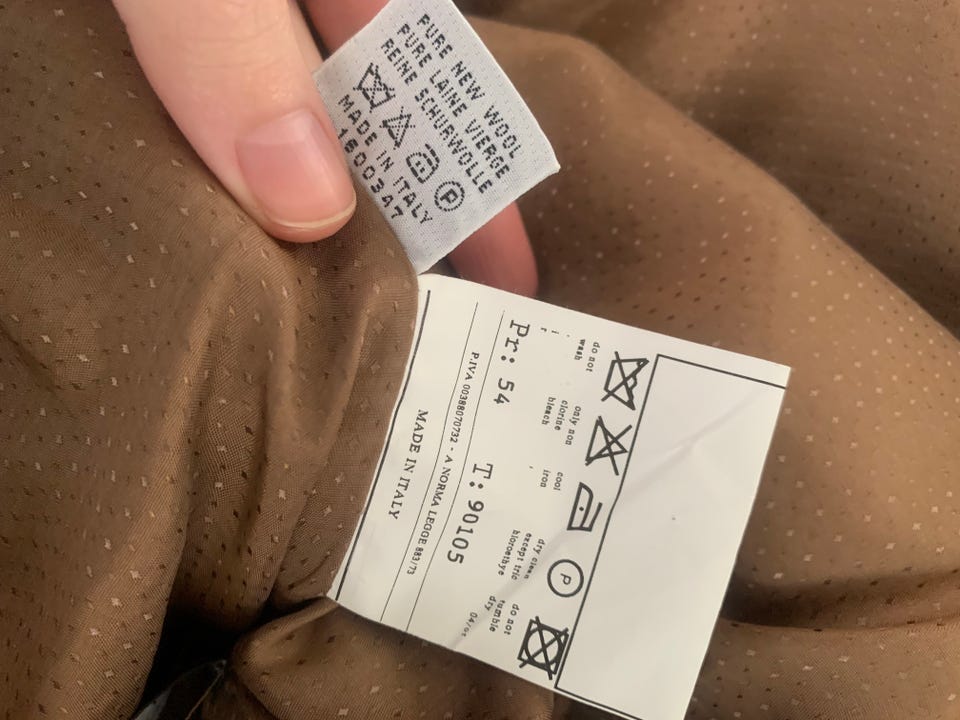 PURE NEW WOOL
PURE LAINE VIERGE
REINE SCHURWOLLE
P
MADE IN ITALY
1600347
P
do not
wash
only non
clorine
bleach
cool
iron
dry clean
except tric
do not
tumble
dry
Pr: 54 T: 90105
P.IVA 00388070732 - A NORMA LEGGE 883/73
MADE IN ITALY